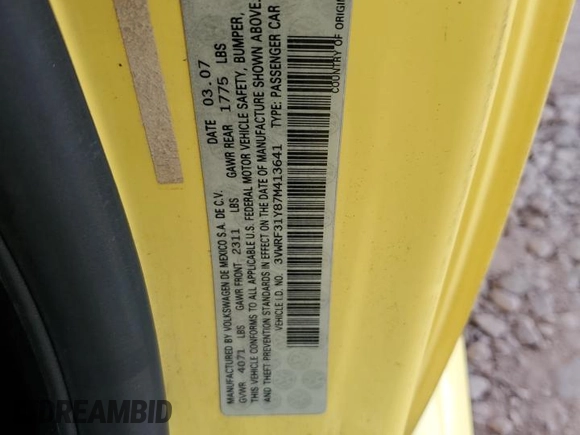 MANUFACTURED BY VOLKSWAGEN DE MEXICO S.A. DE C.V. DATE 03.07
GVWR 4071 LBS GAWR FRONT 2311 LBS GAWR REAR 1775 LBS
THIS VEHICLE CONFORMS TO ALL APPLICABLE U.S. FEDERAL MOTOR VEHICLE SAFETY, BUMPER,
AND THEFT PREVENTION STANDARDS IN EFFECT ON THE DATE OF MANUFACTURE SHOWN ABOVE.
VEHICLE I.D. NO. 3VWRF31Y87M413641 TYPE: PASSENGER CAR
COUNTRY OF ORIGI
DREAMBID